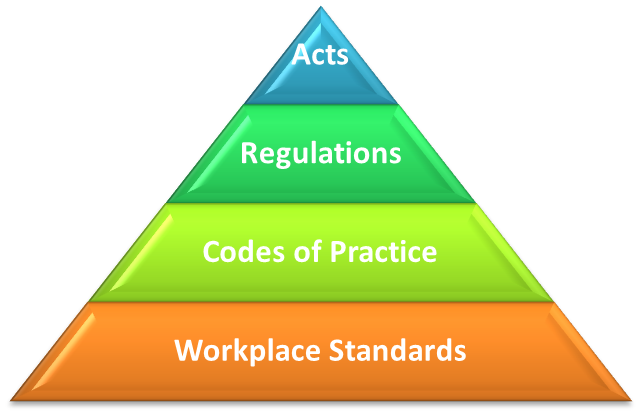 Acts
Regulations
Codes of Practice
Workplace Standards